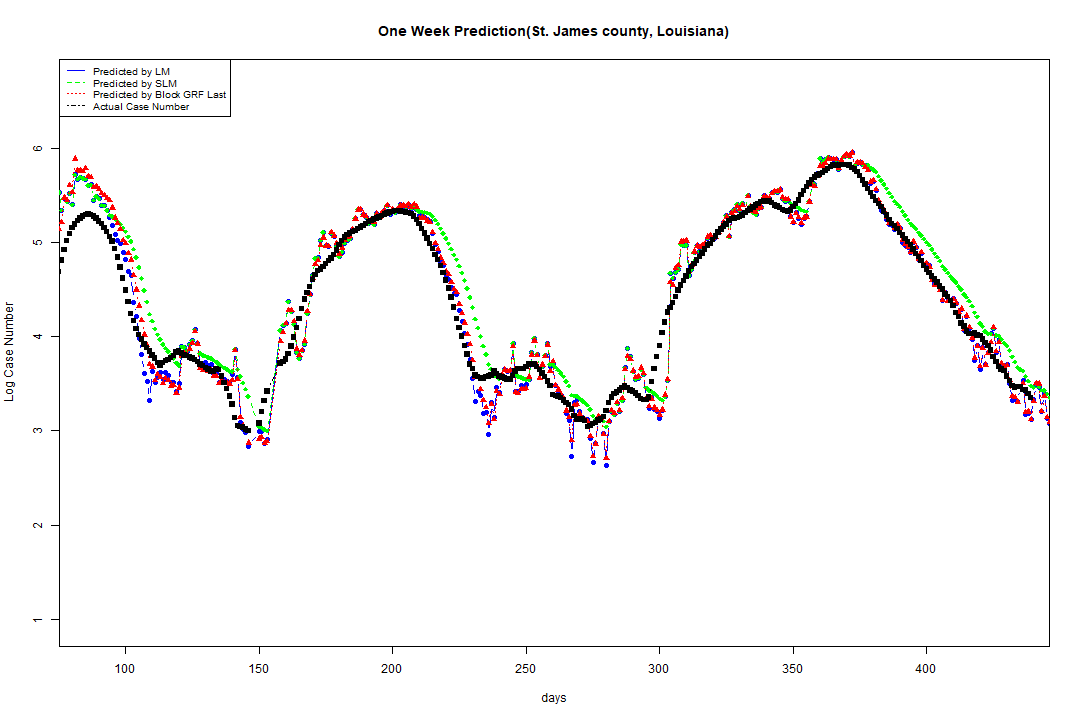 One Week Prediction(St. James county, Louisiana)
Predicted by LM
Predicted by SLM
Predicted by Block GRF Last
Actual Case Number
6
5
4
3
2
1
Log Case Number
100 150 200 250 300 350 400
days